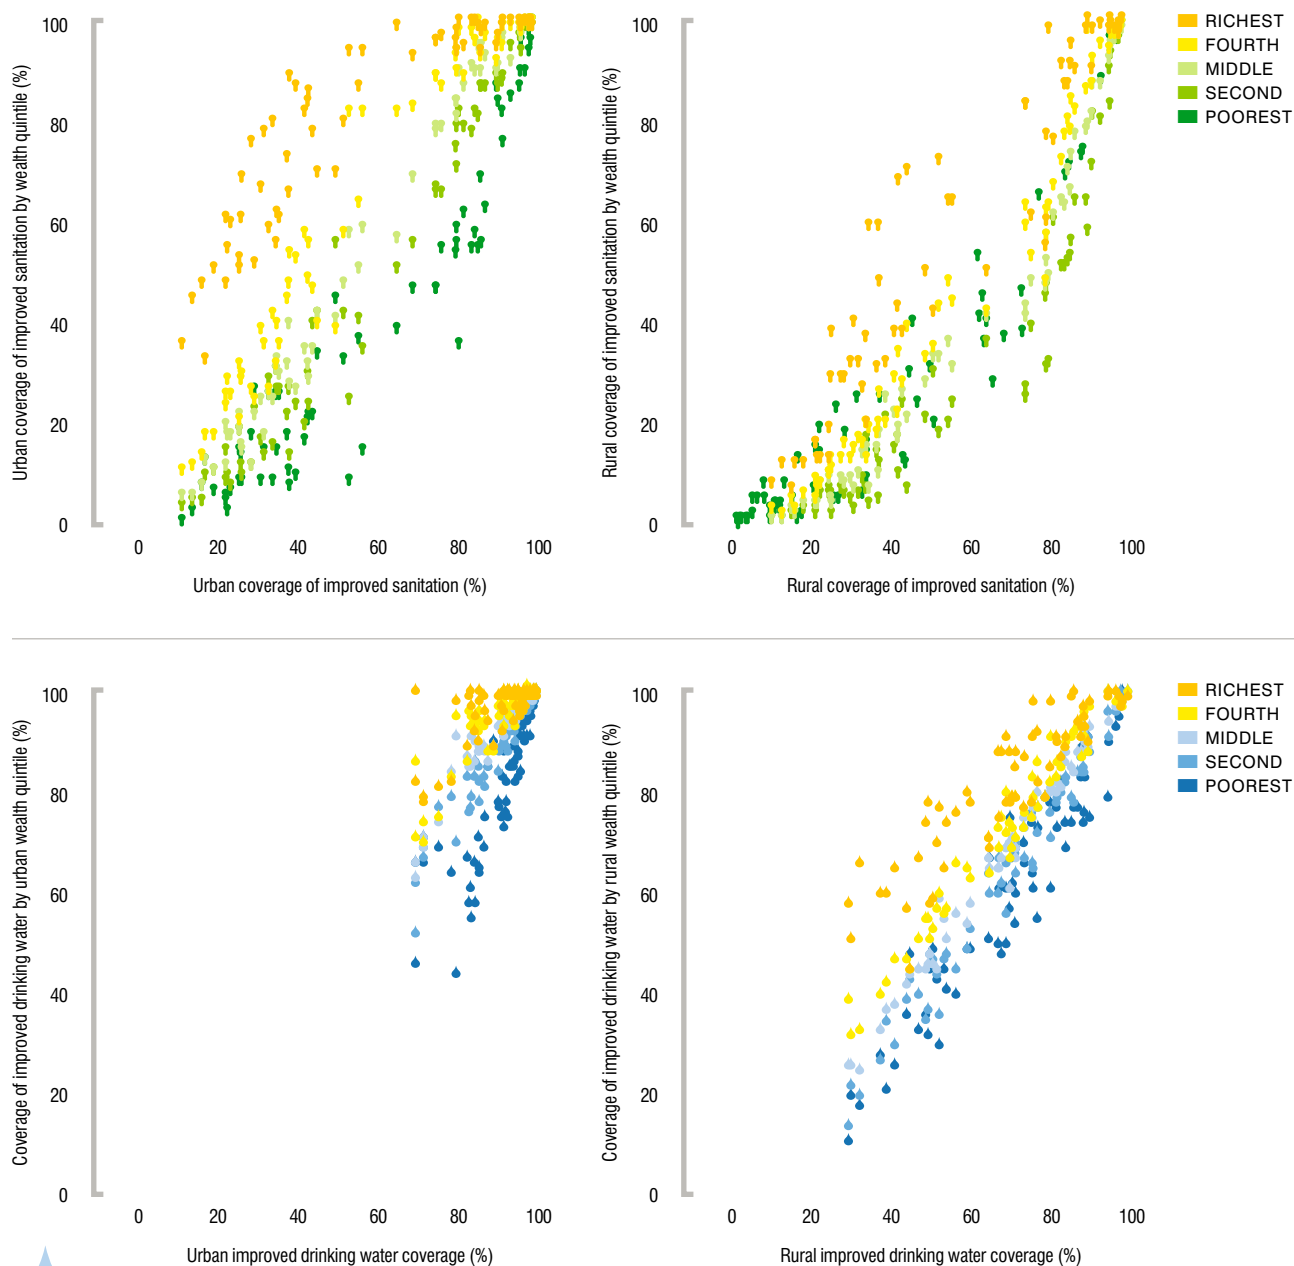 Urban coverage of improved sanitation by wealth quintile (%)
100
80
60
40
20
0
0 20 40 60 80 100
Urban coverage of improved sanitation (%)
Rural coverage of improved sanitation by wealth quintile (%)
100
80
60
40
20
0
0 20 40 60 80 100
Rural coverage of improved sanitation (%)
RICHEST
FOURTH
MIDDLE
SECOND
POOREST
Coverage of improved drinking water by urban wealth quintile (%)
100
80
60
40
20
0
0 20 40 60 80 100
Urban improved drinking water coverage (%)
Coverage of improved drinking water by rural wealth quintile (%)
100
80
60
40
20
0
0 20 40 60 80 100
Rural improved drinking water coverage (%)
RICHEST
FOURTH
MIDDLE
SECOND
POOREST